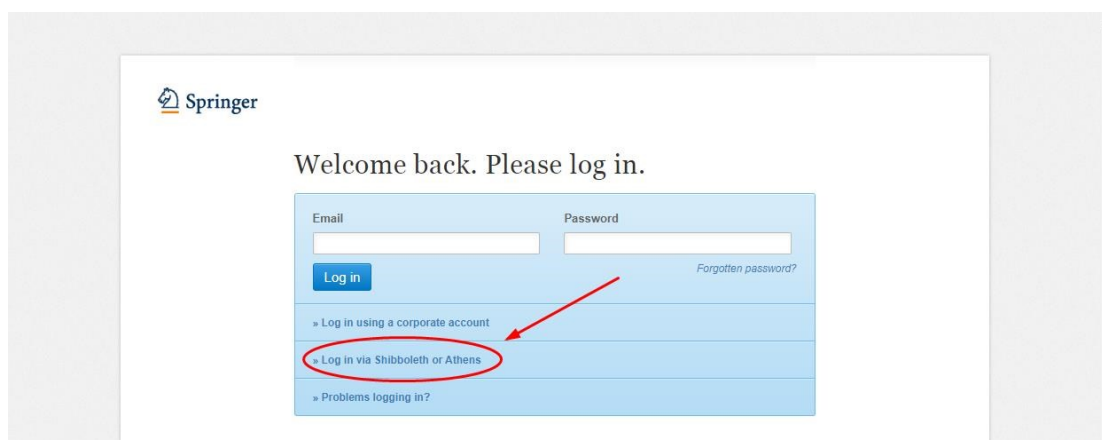 Springer
Welcome back. Please log in.
Email
Password
Log in
Forgotten password?
» Log in using a corporate account
» Log in via Shibboleth or Athens
» Problems logging in?